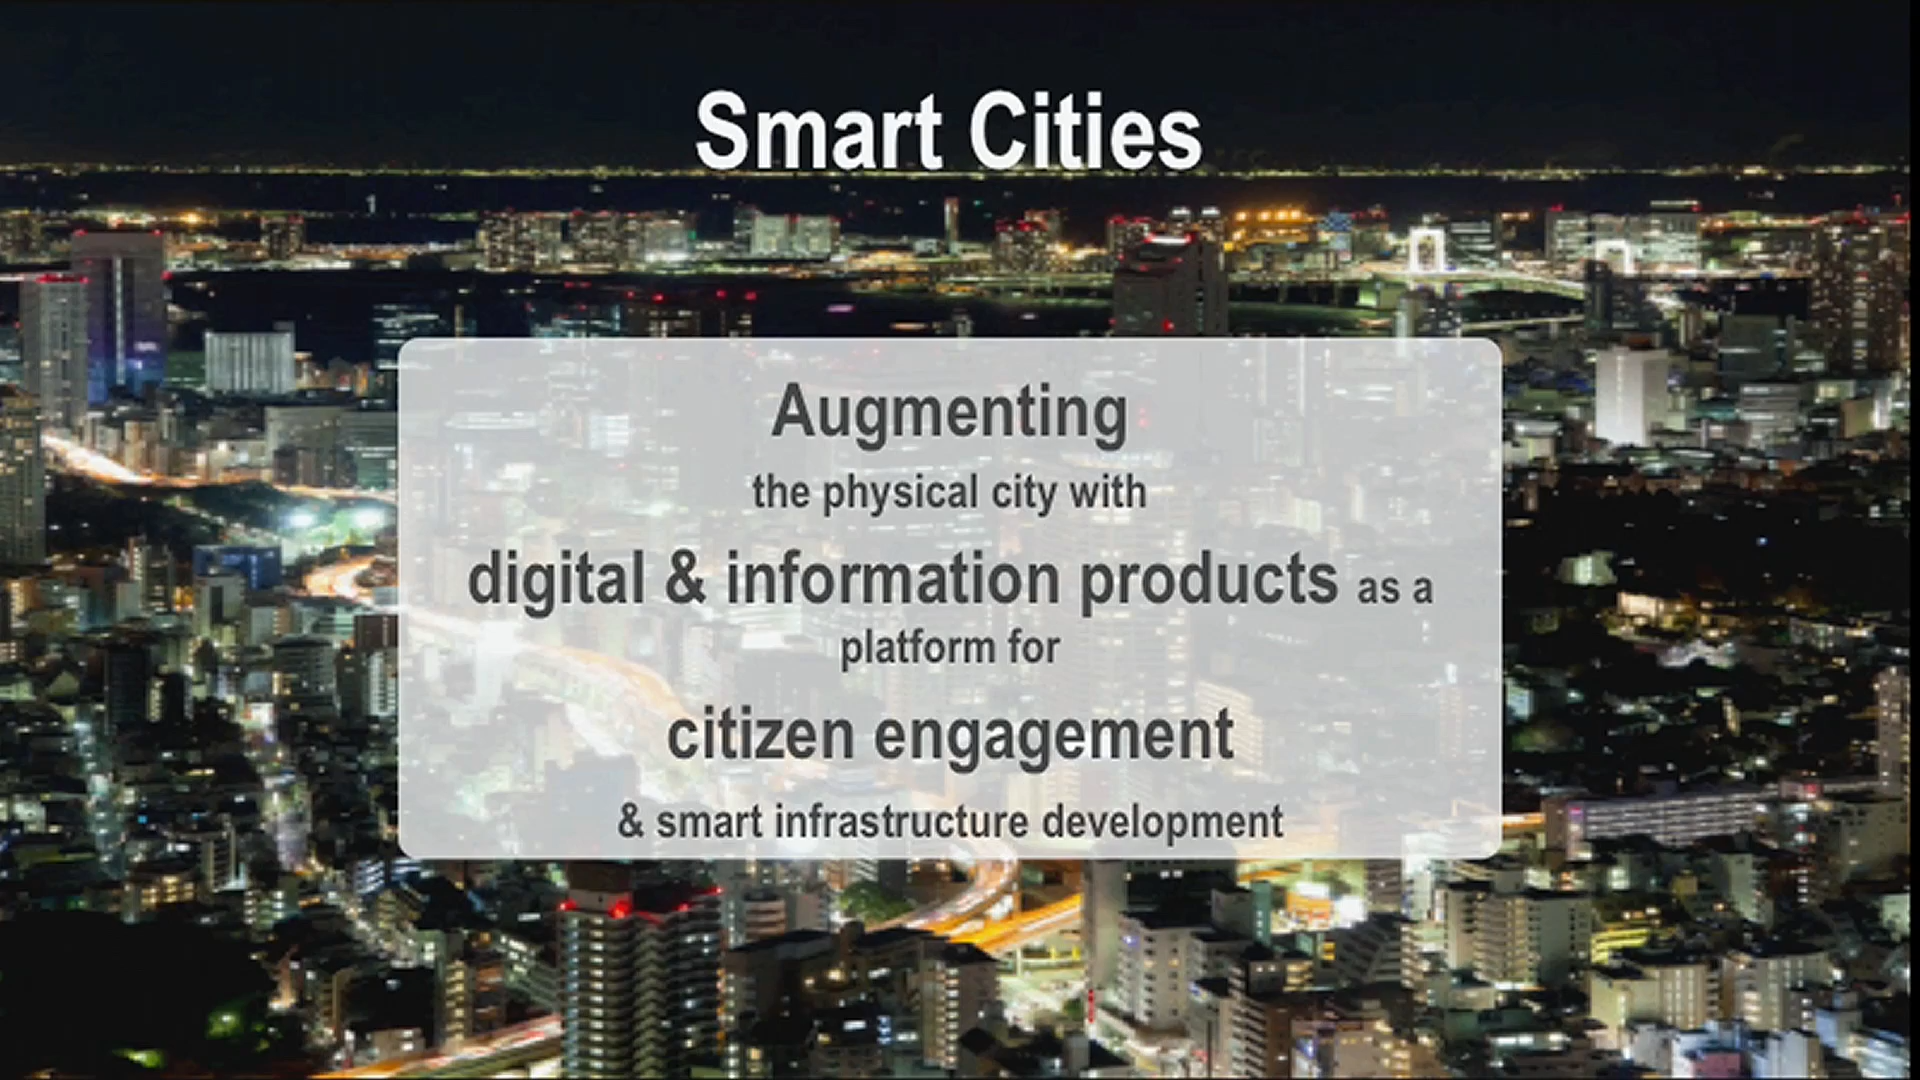 Smart Cities
Augmenting
the physical city with
digital & information products as a
platform for
citizen engagement
& smart infrastructure development